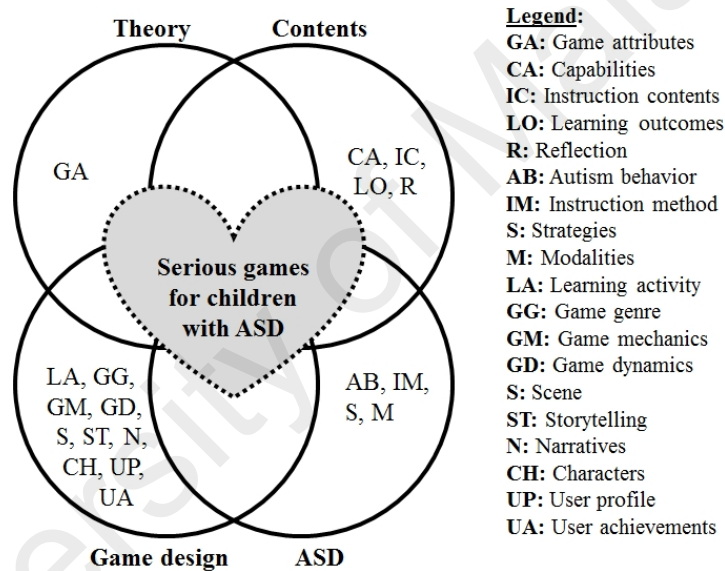 Theory
Contents
GA
CA, IC,
LO, R
Serious games
for children
with ASD
LA, GG,
GM, GD,
S, ST, N,
CH, UP,
UA
AB, IM,
S, M
Game design
ASD
Legend:
GA: Game attributes
CA: Capabilities
IC: Instruction contents
LO: Learning outcomes
R: Reflection
AB: Autism behavior
IM: Instruction method
S: Strategies
M: Modalities
LA: Learning activity
GG: Game genre
GM: Game mechanics
GD: Game dynamics
S: Scene
ST: Storytelling
N: Narratives
CH: Characters
UP: User profile
UA: User achievements